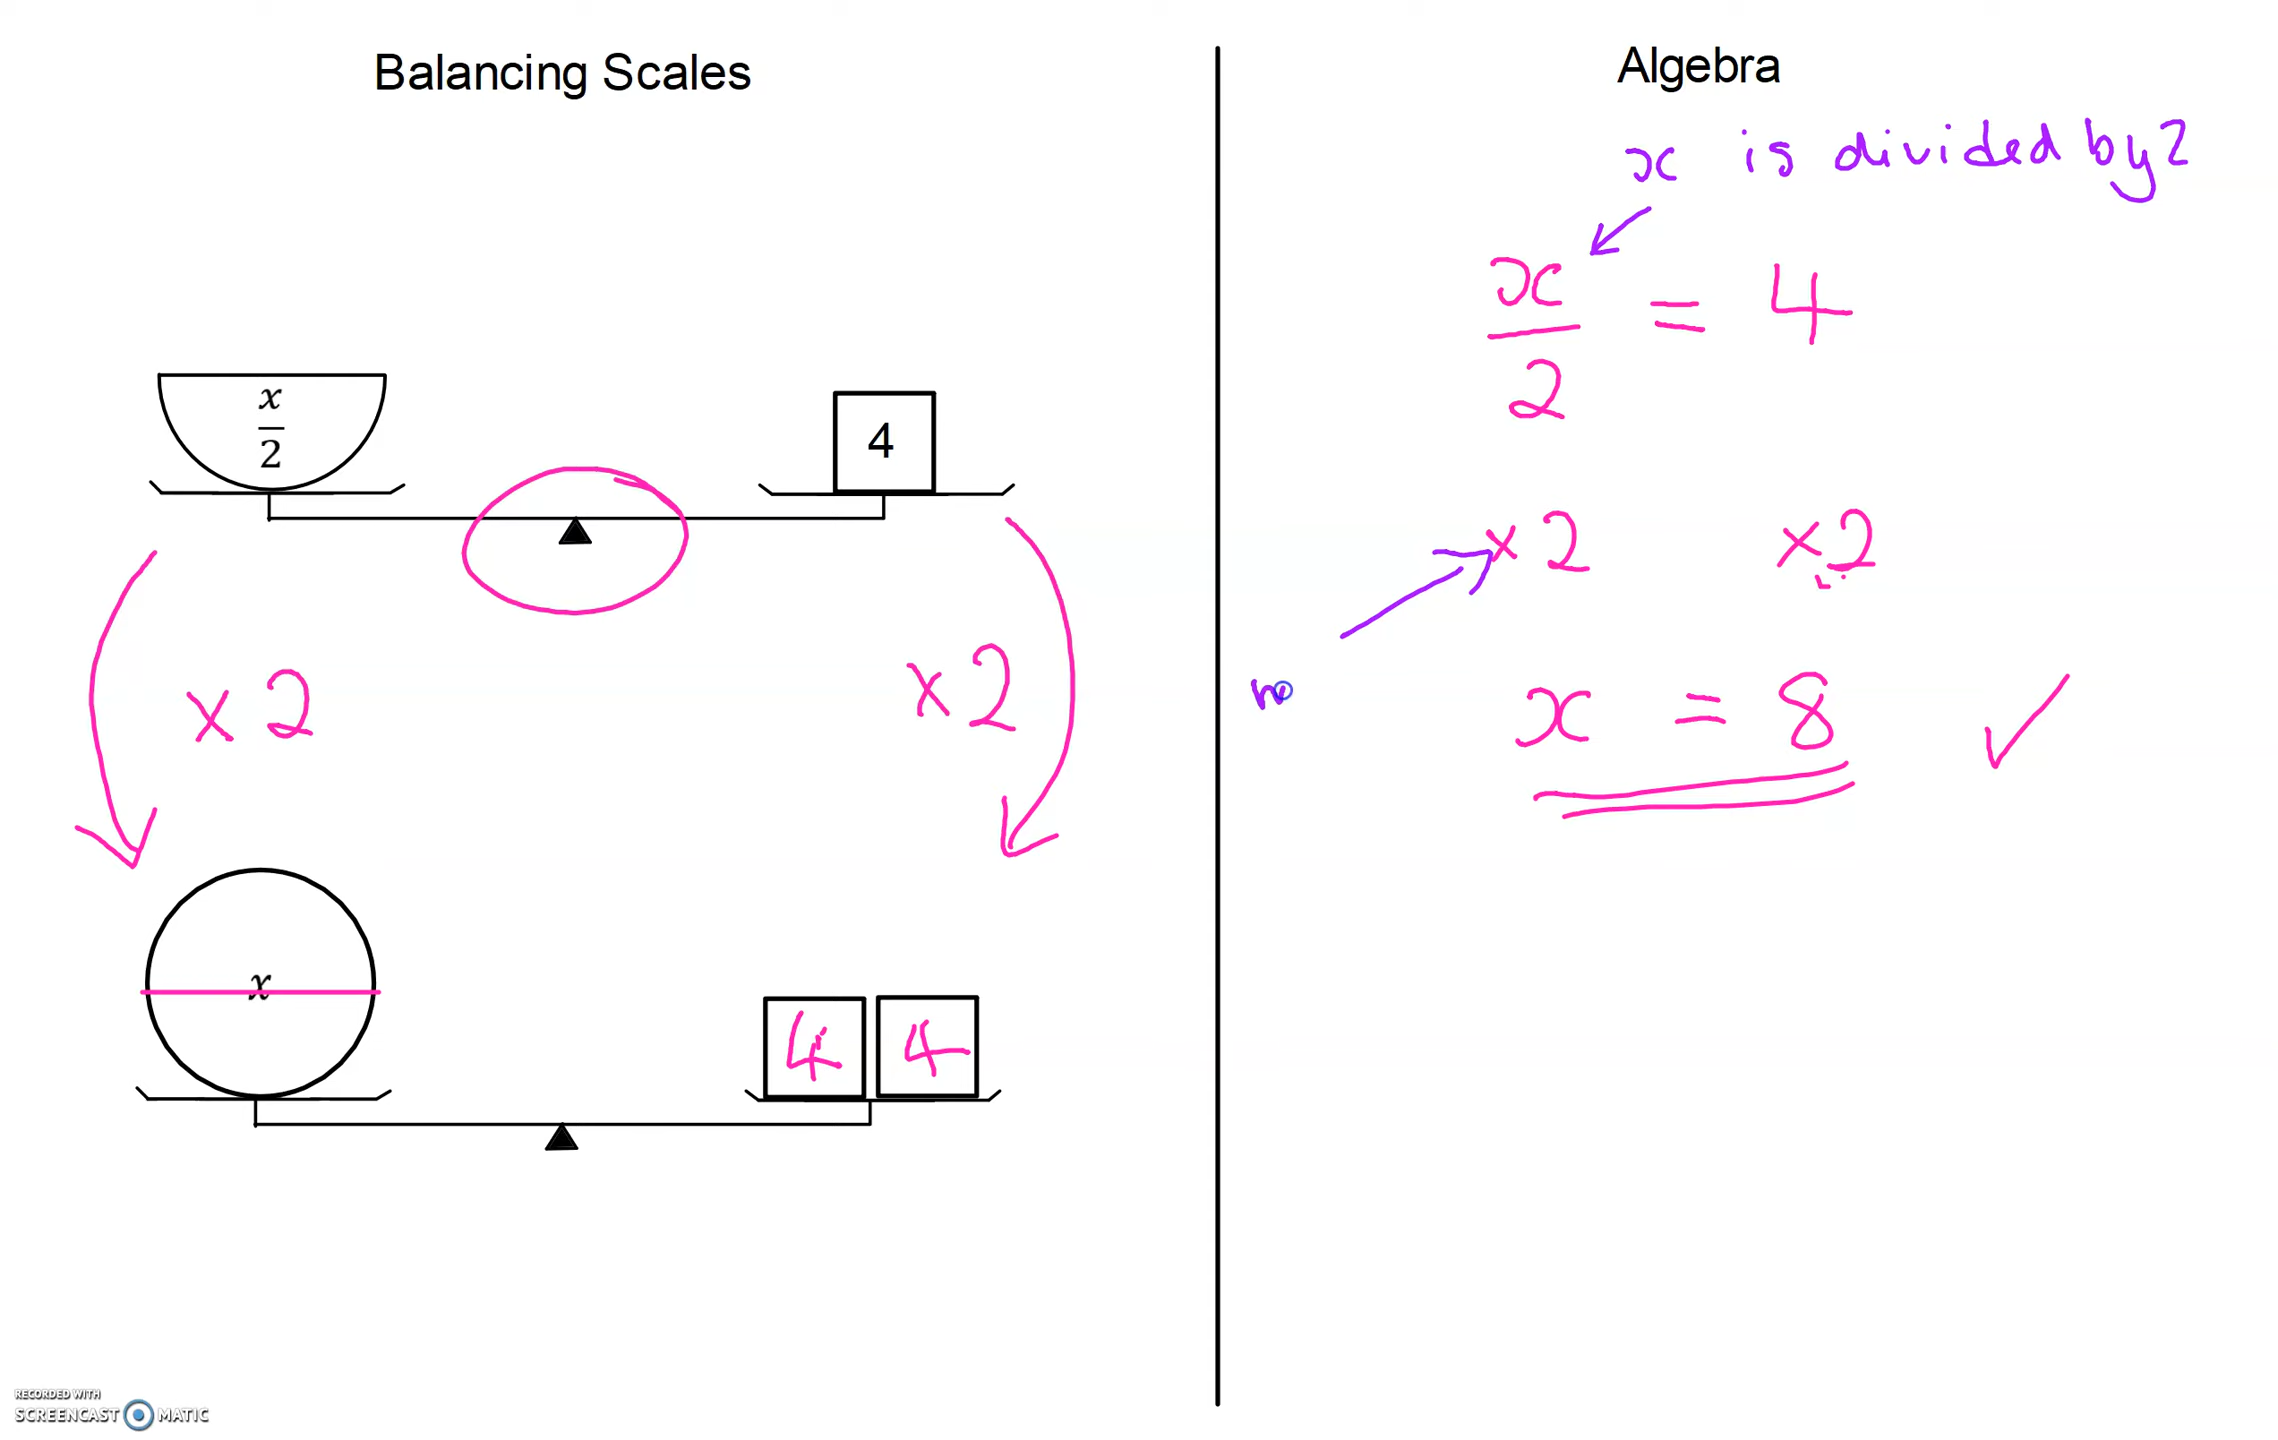 Balancing Scales
x
2
4
x 2
x 2
x
4 4
Algebra
x is divided by 2
x
2
= 4
x 2 x 2
x = 8 ✓
RECORDED WITH
SCREENCAST MATIC